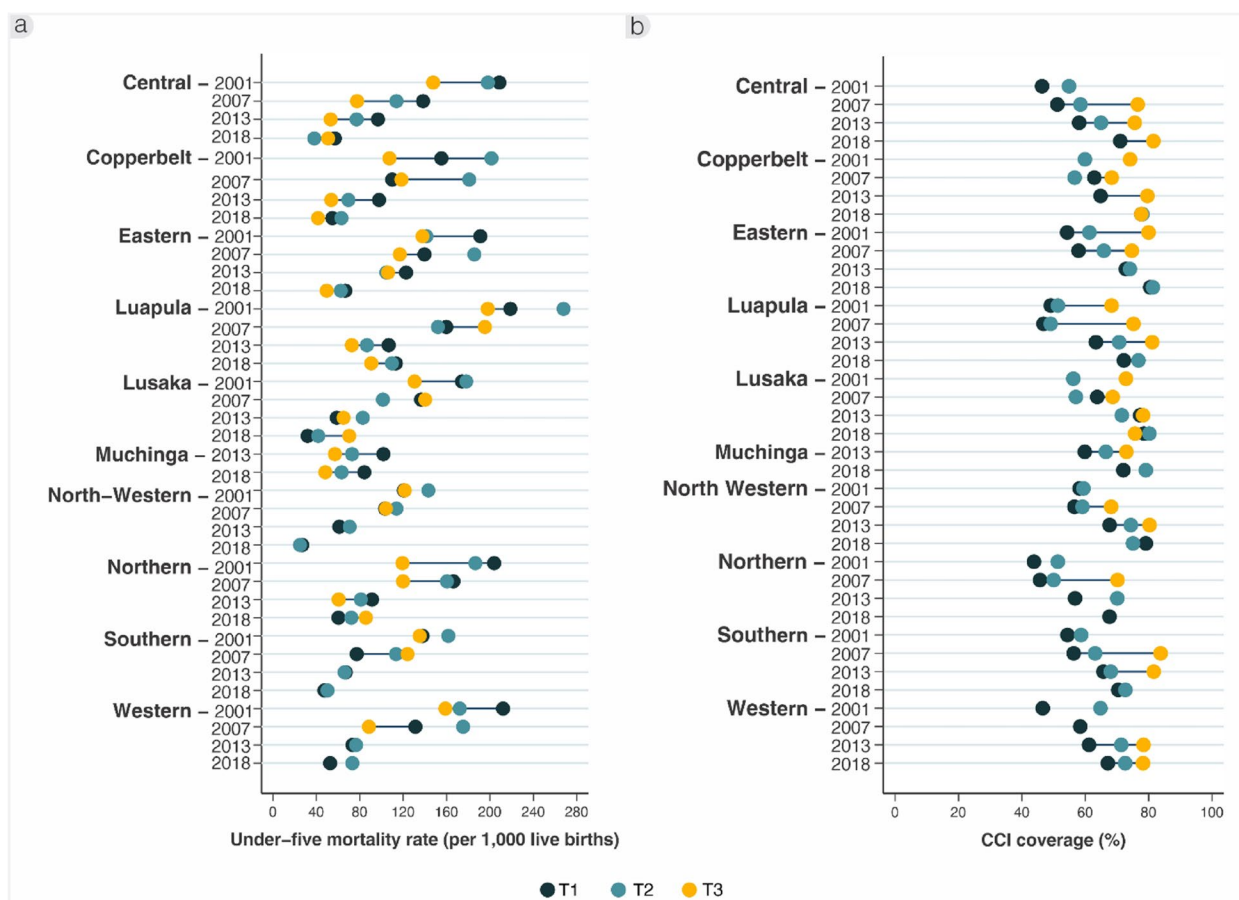 a
Central – 2001
2007
2013
2018
Copperbelt – 2001
2007
2013
2018
Eastern – 2001
2007
2013
2018
Luapula – 2001
2007
2013
2018
Lusaka – 2001
2007
2013
2018
Muchinga – 2013
2018
North–Western – 2001
2007
2013
2018
Northern – 2001
2007
2013
2018
Southern – 2001
2007
2013
2018
Western – 2001
2007
2013
2018
0 40 80 120 160 200 240 280
Under–five mortality rate (per 1,000 live births)
b
Central – 2001
2007
2013
2018
Copperbelt – 2001
2007
2013
2018
Eastern – 2001
2007
2013
2018
Luapula – 2001
2007
2013
2018
Lusaka – 2001
2007
2013
2018
Muchinga – 2013
2018
North Western – 2001
2007
2013
2018
Northern – 2001
2007
2013
2018
Southern – 2001
2007
2013
2018
Western – 2001
2007
2013
2018
0 20 40 60 80 100
CCI coverage (%)
T1 T2 T3